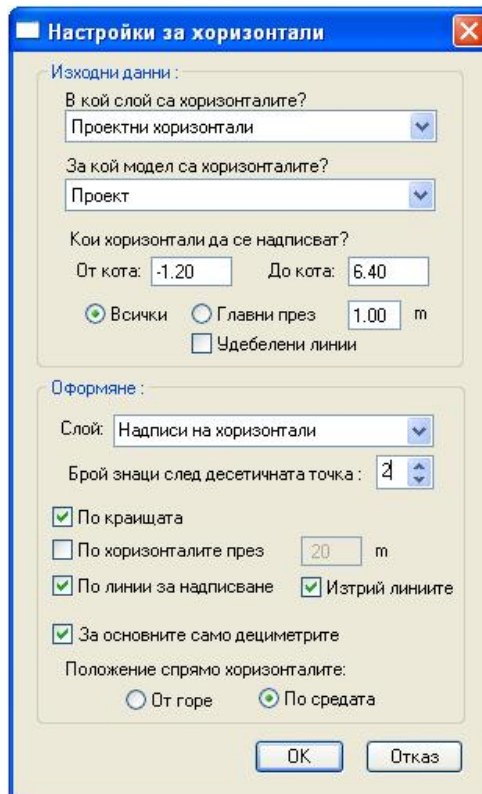 Настройки за хоризонтали
Изходни данни :
В кой слой са хоризонталите?
Проектни хоризонтали
За кой модел са хоризонталите?
Проект
Кои хоризонтали да се надписват?
От кота: -1.20 До кота: 6.40
Всички Главни през 1.00 m
Удебелени линии
Оформяне :
Слой: Надписи на хоризонтали
Брой знаци след десетичната точка : 2
По краищата
По хоризонталите през 20 m
По линии за надписване Изтрий линиите
За основните само дециметрите
Положение спрямо хоризонталите:
От горе По средата
OK Отказ